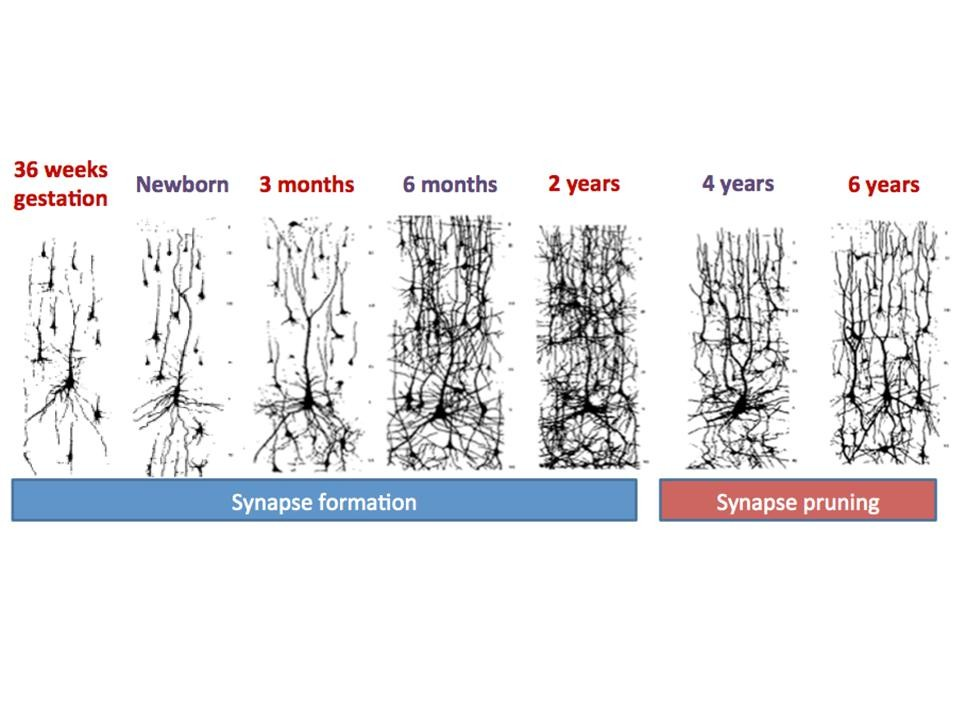 36 weeks
gestation
Newborn
3 months
6 months
2 years
4 years
6 years
Synapse formation
Synapse pruning